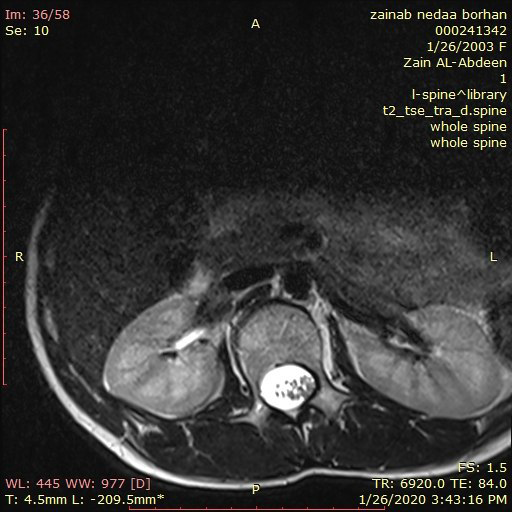 Im: 36/58
Se: 10
A
zainab nedaa borhan
000241342
1/26/2003 F
Zain AL-Abdeen
1
l-spine^library
t2_tse_tra_d.spine
whole spine
whole spine
R
L
WL: 445 WW: 977 [D]
T: 4.5mm L: -209.5mm*
P
FS: 1.5
TR: 6920.0 TE: 84.0
1/26/2020 3:43:16 PM